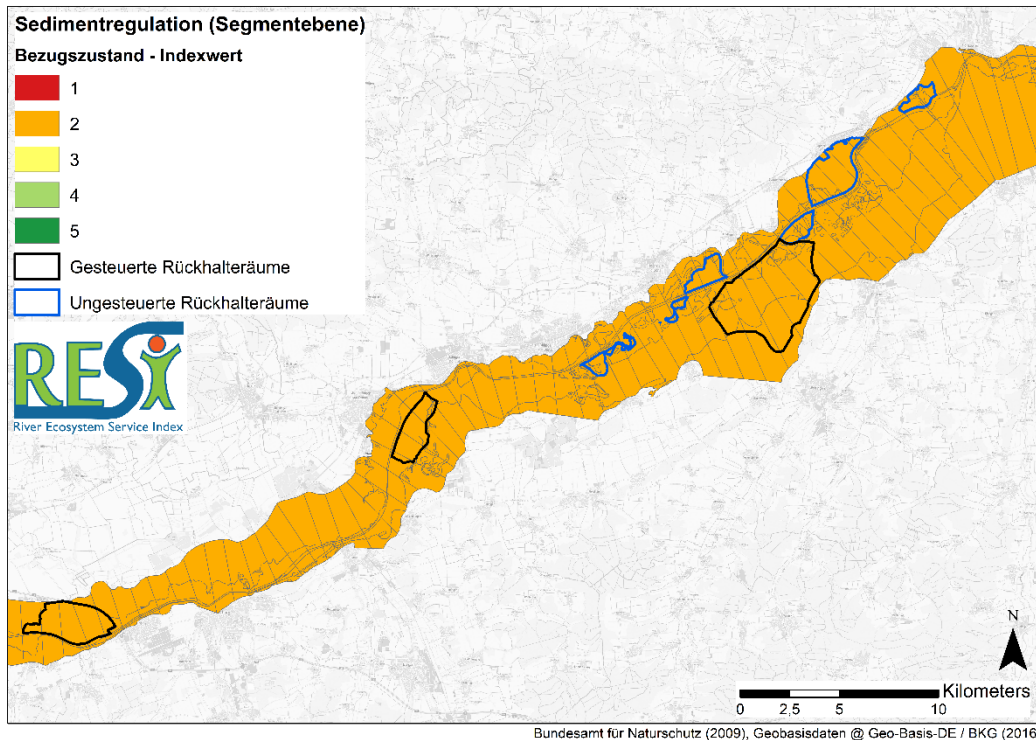 Sedimentregulation (Segmentebene)
Bezugszustand - Indexwert
1
2
3
4
5
Gesteuerte Rückhalteräume
Ungesteuerte Rückhalteräume
RESI
River Ecosystem Service Index
N
Kilometers
0 2,5 5 10
Bundesamt für Naturschutz (2009), Geobasisdaten @ Geo-Basis-DE / BKG (2016